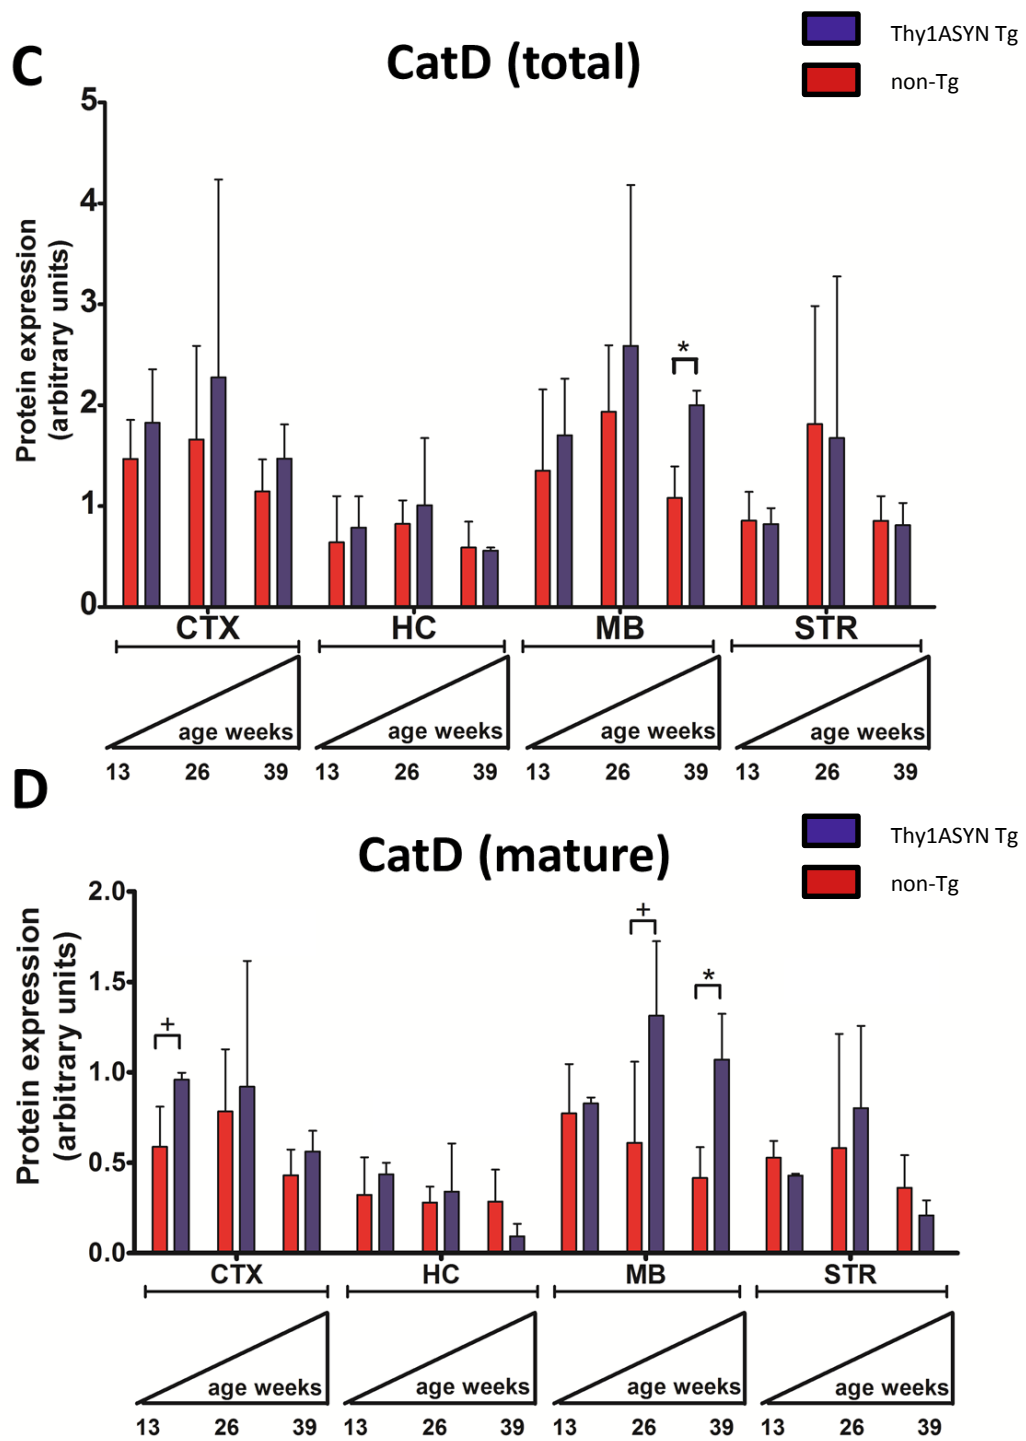 C
CatD (total)
Thy1ASYN Tg
non-Tg
Protein expression
(arbitrary units)
5
4
3
2
1
0
*
CTX HC MB STR
age weeks age weeks age weeks age weeks
13 26 39 13 26 39 13 26 39 13 26 39
D
CatD (mature)
Thy1ASYN Tg
non-Tg
Protein expression
(arbitrary units)
2.0
1.5
1.0
0.5
0.0
+
+
*
CTX HC MB STR
age weeks age weeks age weeks age weeks
13 26 39 13 26 39 13 26 39 13 26 39